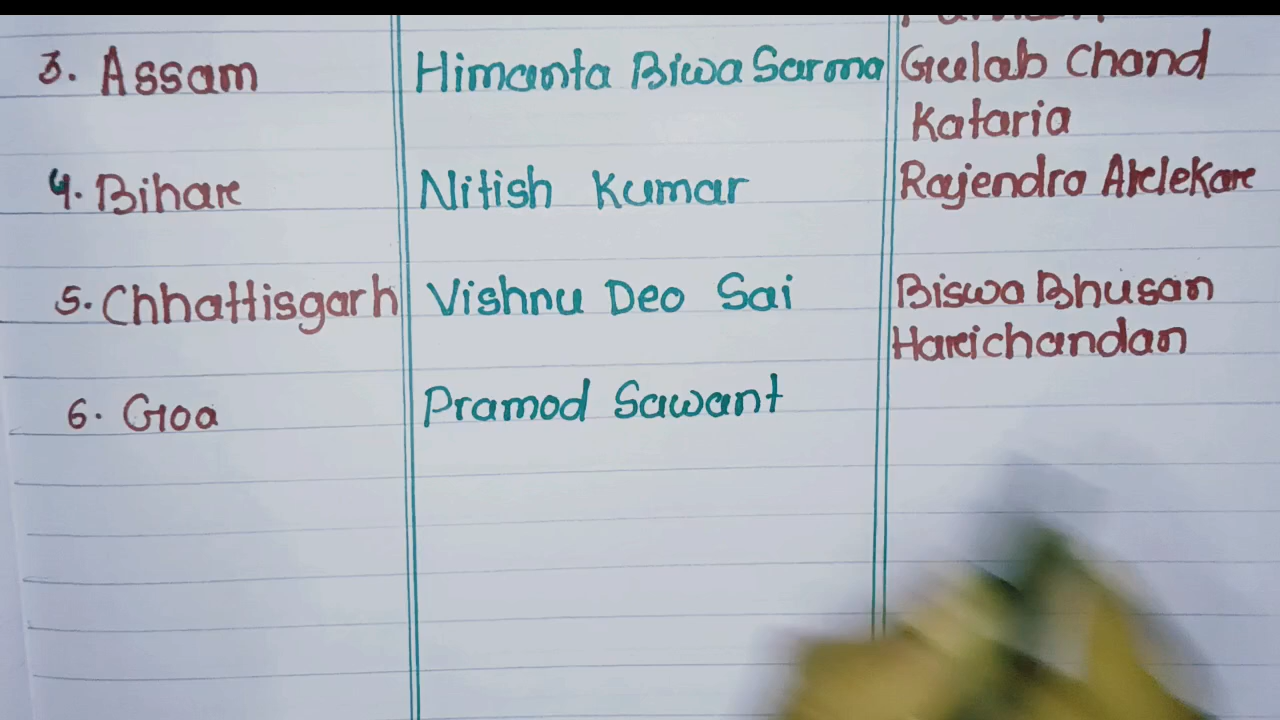 3. Assam Himanta Biwa Sarma Gulab Chand
Kataria
4. Bihar Nitish Kumar Rajendra Arlekar
5. Chhattisgarh Vishnu Deo Sai Biswa Bhusan
Harichandan
6. Goa Pramod Sawant